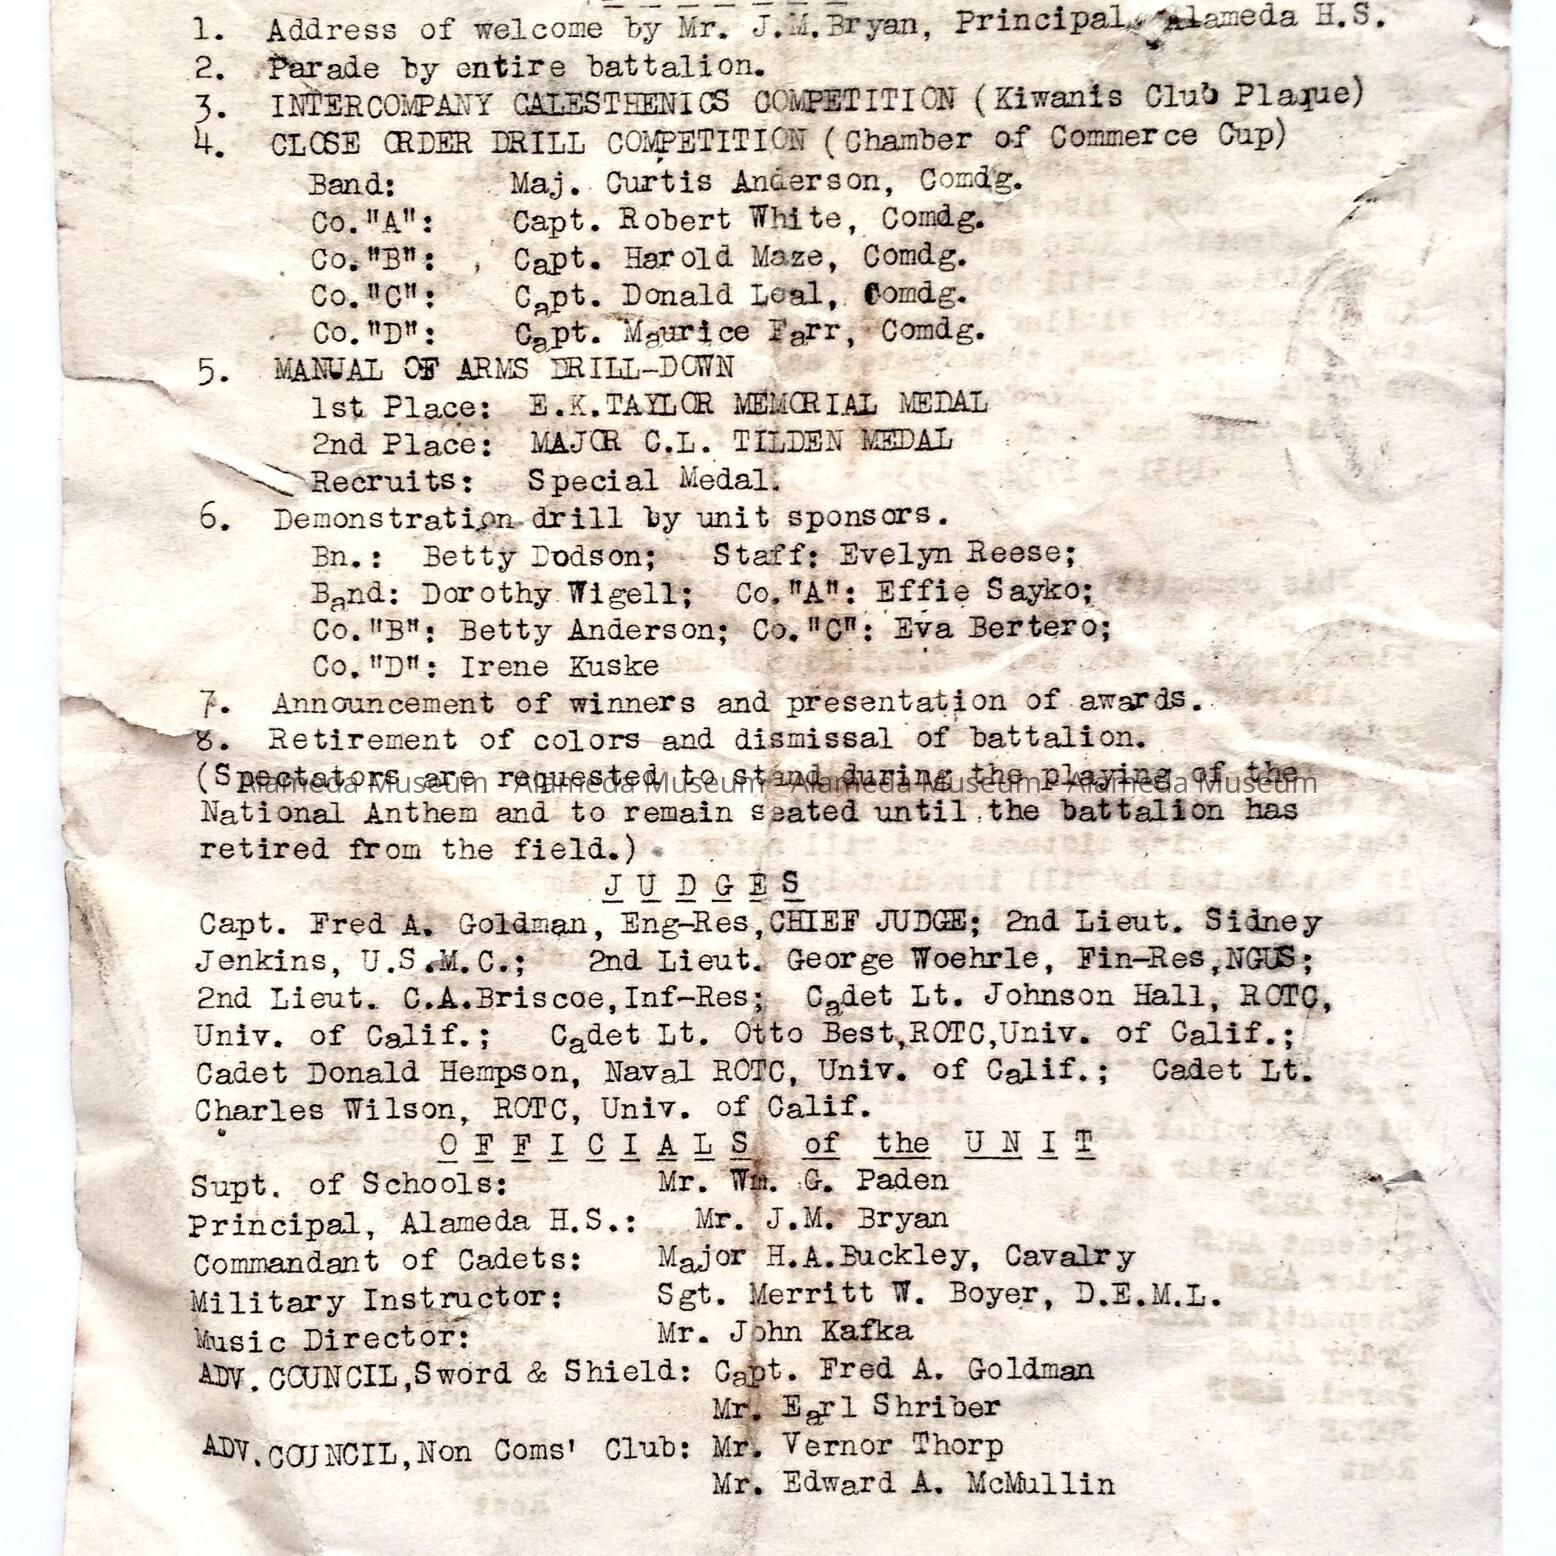 1. Address of welcome by Mr. J.M.Bryan, Principal, Alameda H.S.
2. Parade by entire battalion.
3. INTERCOMPANY CALESTHENICS COMPETITION (Kiwanis Club Plaque)
4. CLOSE ORDER DRILL COMPETITION (Chamber of Commerce Cup)
Band: Maj. Curtis Anderson, Comdg.
Co."A": Capt. Robert White, Comdg.
Co."B": Capt. Harold Maze, Comdg.
Co."C": Capt. Donald Leal, Comdg.
Co."D": Capt. Maurice Farr, Comdg.
5. MANUAL OF ARMS DRILL-DOWN
1st Place: E.K.TAYLOR MEMORIAL MEDAL
2nd Place: MAJOR C.L. TILDEN MEDAL
Recruits: Special Medal.
6. Demonstration drill by unit sponsors.
Bn.: Betty Dodson; Staff: Evelyn Reese;
Band: Dorothy Wigell; Co."A": Effie Sayko;
Co."B": Betty Anderson; Co."C": Eva Bertero;
Co."D": Irene Kuske
7. Announcement of winners and presentation of awards.
8. Retirement of colors and dismissal of battalion.
(Spectators are requested to stand during the playing of the
Alameda Museum - Alameda Museum - Alameda Museum - Alameda Museum
National Anthem and to remain seated until the battalion has
retired from the field.)
J U D G E S
Capt. Fred A. Goldman, Eng-Res,CHIEF JUDGE; 2nd Lieut. Sidney
Jenkins, U.S.M.C.; 2nd Lieut. George Woehrle, Fin-Res,NGUS;
2nd Lieut. C.A.Briscoe,Inf-Res; Cadet Lt. Johnson Hall, ROTC,
Univ. of Calif.; Cadet Lt. Otto Best,ROTC,Univ. of Calif.;
Cadet Donald Hempson, Naval ROTC, Univ. of Calif.; Cadet Lt.
Charles Wilson, ROTC, Univ. of Calif.
O F F I C I A L S of the U N I T
Supt. of Schools: Mr. Wm. G. Paden
Principal, Alameda H.S.: Mr. J.M. Bryan
Commandant of Cadets: Major H.A.Buckley, Cavalry
Military Instructor: Sgt. Merritt W. Boyer, D.E.M.L.
Music Director: Mr. John Kafka
ADV.COUNCIL,Sword & Shield: Capt. Fred A. Goldman
Mr. Earl Shriber
ADV.COUNCIL,Non Coms' Club: Mr. Vernor Thorp
Mr. Edward A. McMullin